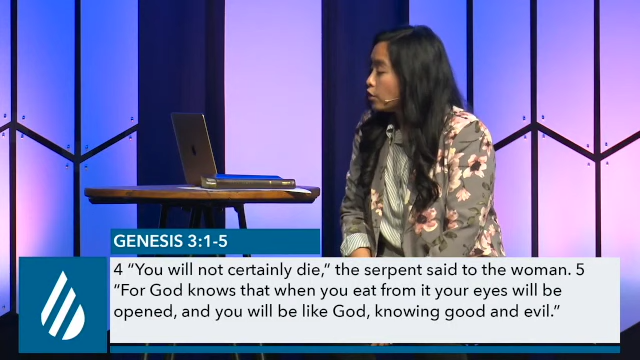 GENESIS 3:1-5
4 “You will not certainly die,” the serpent said to the woman. 5
“For God knows that when you eat from it your eyes will be
opened, and you will be like God, knowing good and evil.”